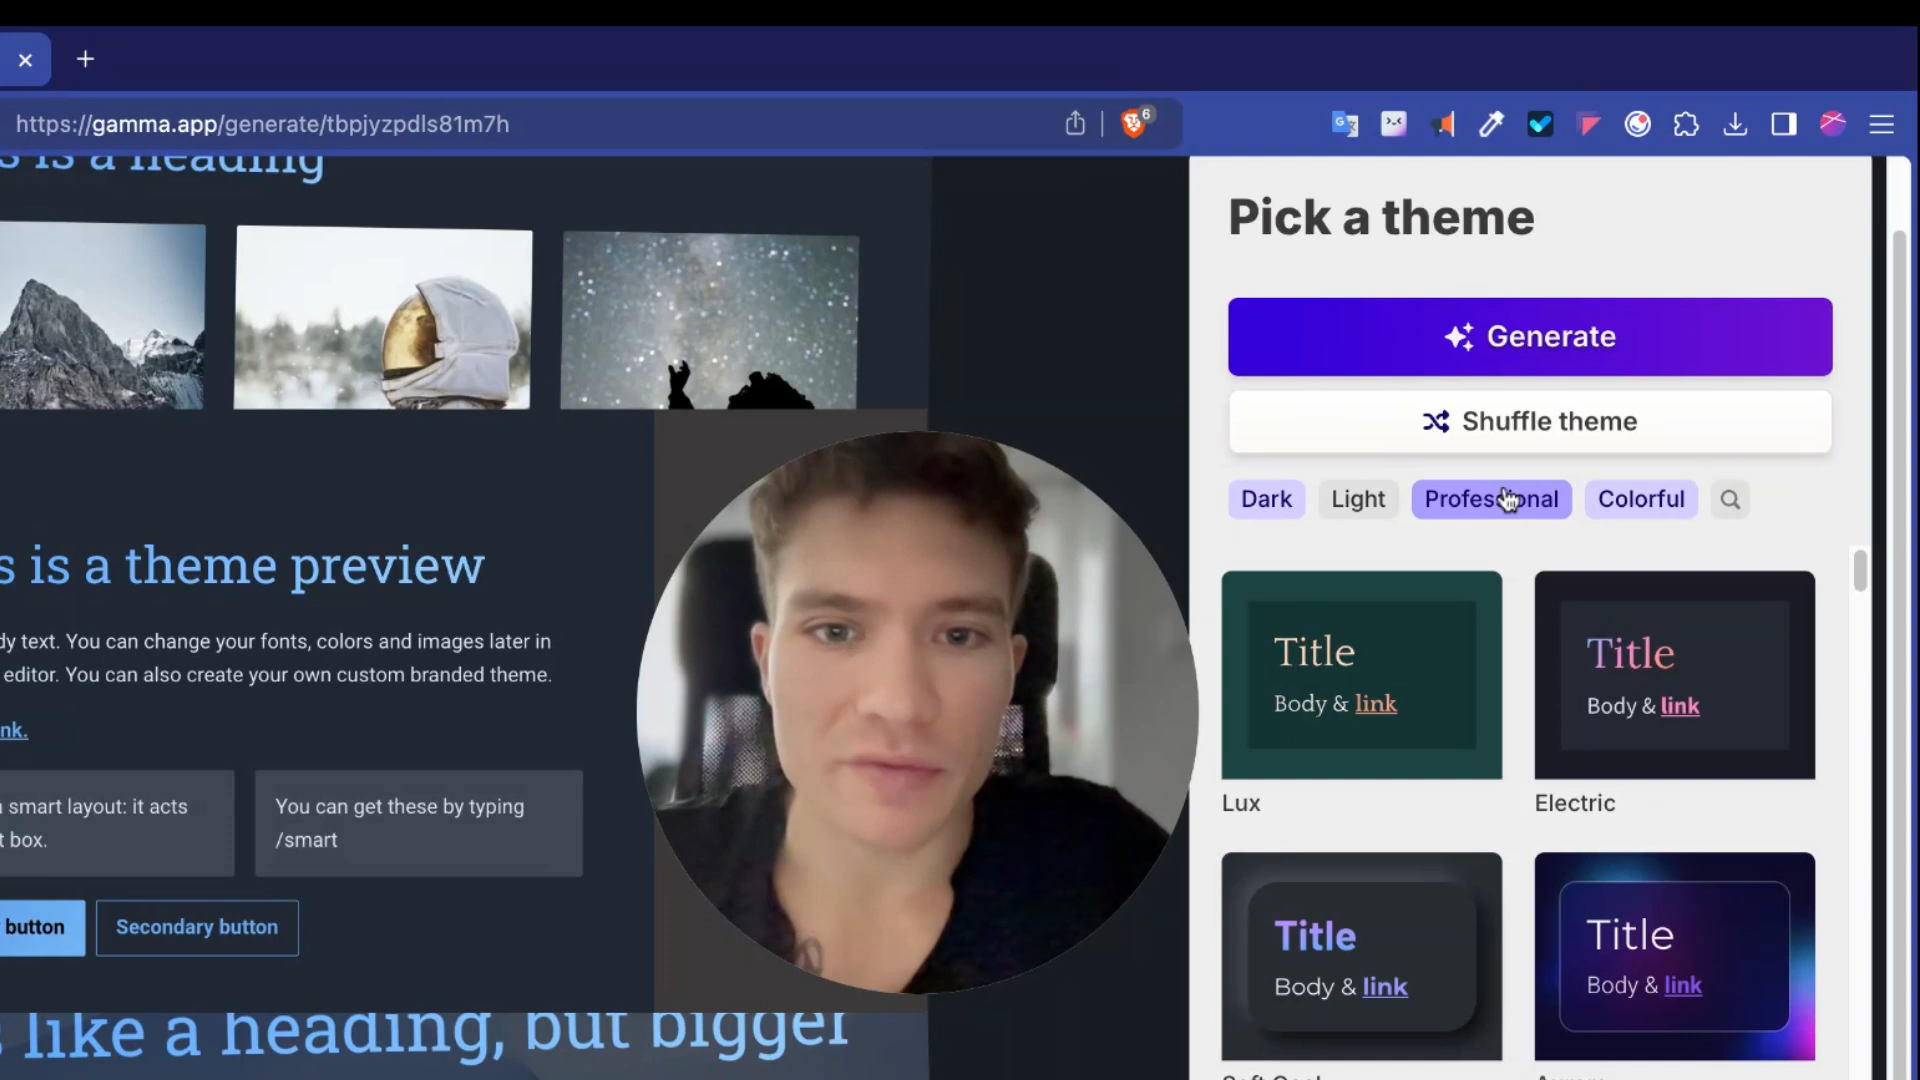 https://gamma.app/generate/tbpjyzpdls81m7h
6
s is a heading
Pick a theme
Generate
Shuffle theme
Dark
Light
Professional
Colorful
s is a theme preview
dy text. You can change your fonts, colors and images later in
editor. You can also create your own custom branded theme.
nk.
smart layout: it acts
t box.
You can get these by typing
/smart
button
Secondary button
like a heading, but bigger
Title
Body & link
Lux
Title
Body & link
Electric
Title
Body & link
Title
Body & link